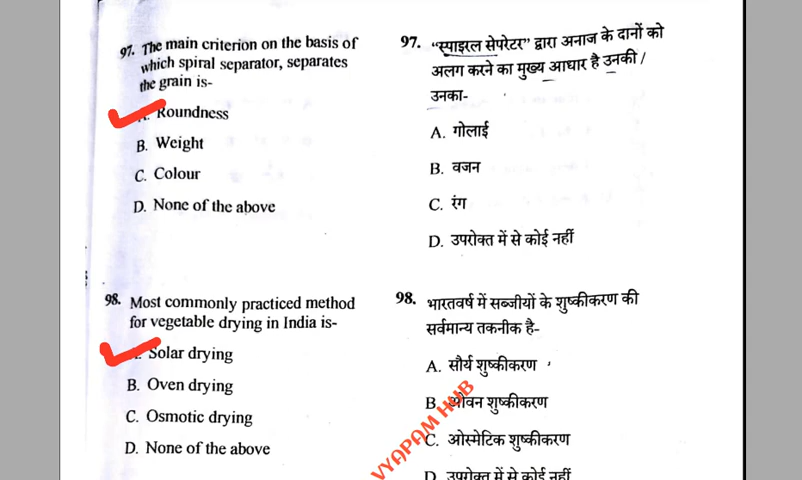 97. The main criterion on the basis of
which spiral separator, separates
the grain is-
A. Roundness
B. Weight
C. Colour
D. None of the above
98. Most commonly practiced method
for vegetable drying in India is-
Solar drying
B. Oven drying
C. Osmotic drying
D. None of the above
97. "स्पाइरल सेपरेटर" द्वारा अनाज के दानों को
अलग करने का मुख्य आधार है उनकी /
उनका-
A. गोलाई
B. वजन
C. रंग
D. उपरोक्त में से कोई नहीं
98. भारतवर्ष में सब्जीयों के शुष्कीकरण की
सर्वमान्य तकनीक है-
A. सौर्य शुष्कीकरण
B. ओवन शुष्कीकरण
C. ओस्मेटिक शुष्कीकरण
D. उपरोक्त में से कोई नहीं
VYAPAM HUB